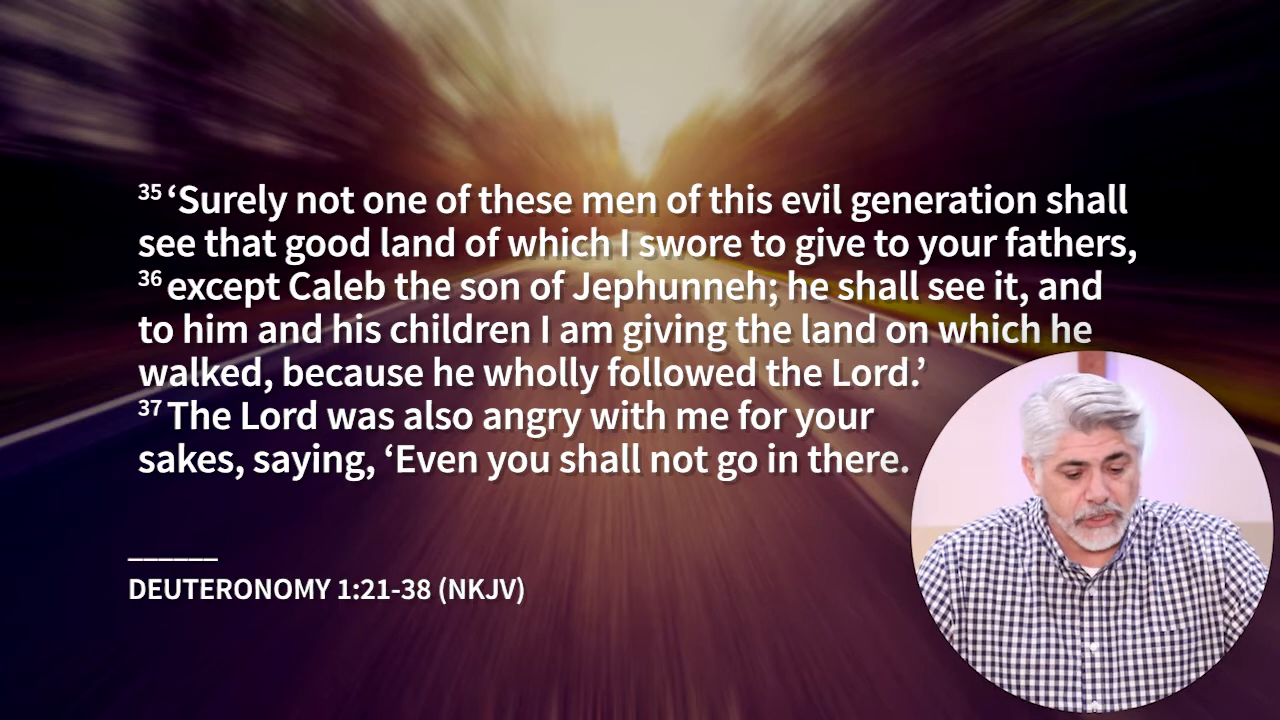 35 ‘Surely not one of these men of this evil generation shall
see that good land of which I swore to give to your fathers,
36 except Caleb the son of Jephunneh; he shall see it, and
to him and his children I am giving the land on which he
walked, because he wholly followed the Lord.’
37 The Lord was also angry with me for your
sakes, saying, ‘Even you shall not go in there.
DEUTERONOMY 1:21-38 (NKJV)